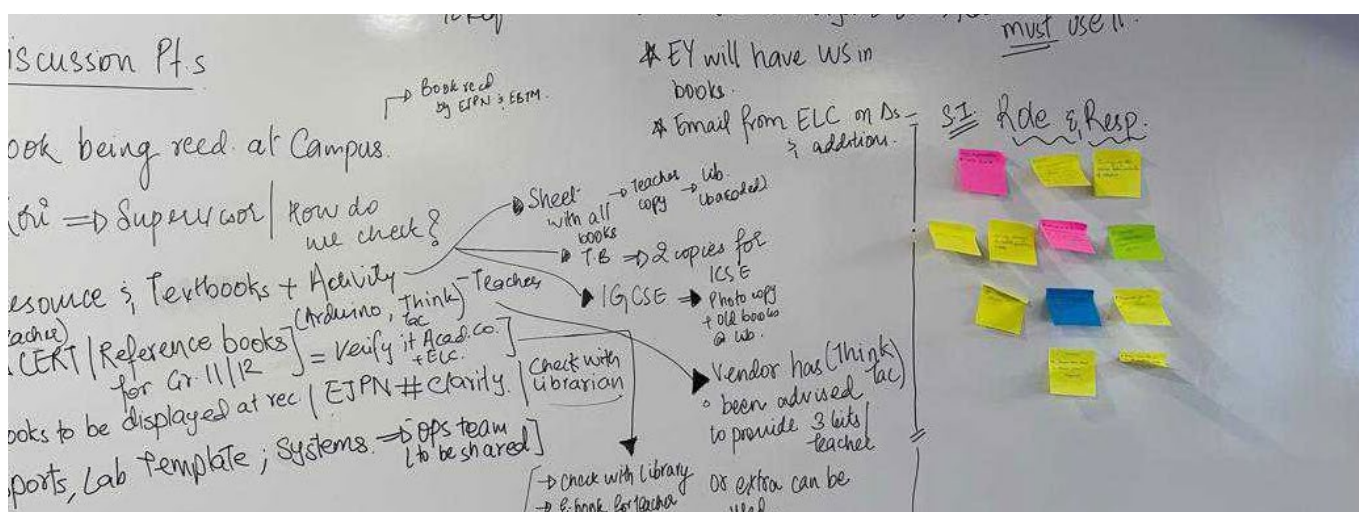 iscussion Pt.s
Book recd
by EJPN & EBTM.
ook being recd. at Campus.
=> Supervisor / How do
we check?
esource & Textbooks + Activity
(Arduino, Think) - Teacher
tac
CERT / Reference books]
for Gr. 11/12
= Verify it Acad. Co.
+ ELC.
ooks to be displayed at rec. / EJPN # Clarity.
Check with
Librarian
ports, Lab Template ; Systems. => Ops team
[to be shared]
Sheet
with all
books
-> Teacher
copy
-> Lib.
(barcoded)
T.B => 2 copies for
ICSE
IGCSE
Photo copy
+ old books
@ Lib.
Vendor has (Think)
tac
been advised
to provide 3 kits /
teacher
or extra can be
-> Check with Library
-> E-book for teacher
EY will have WS in
books.
Email from ELC on Δs
& addition.
must use it.
SI Role & Resp.